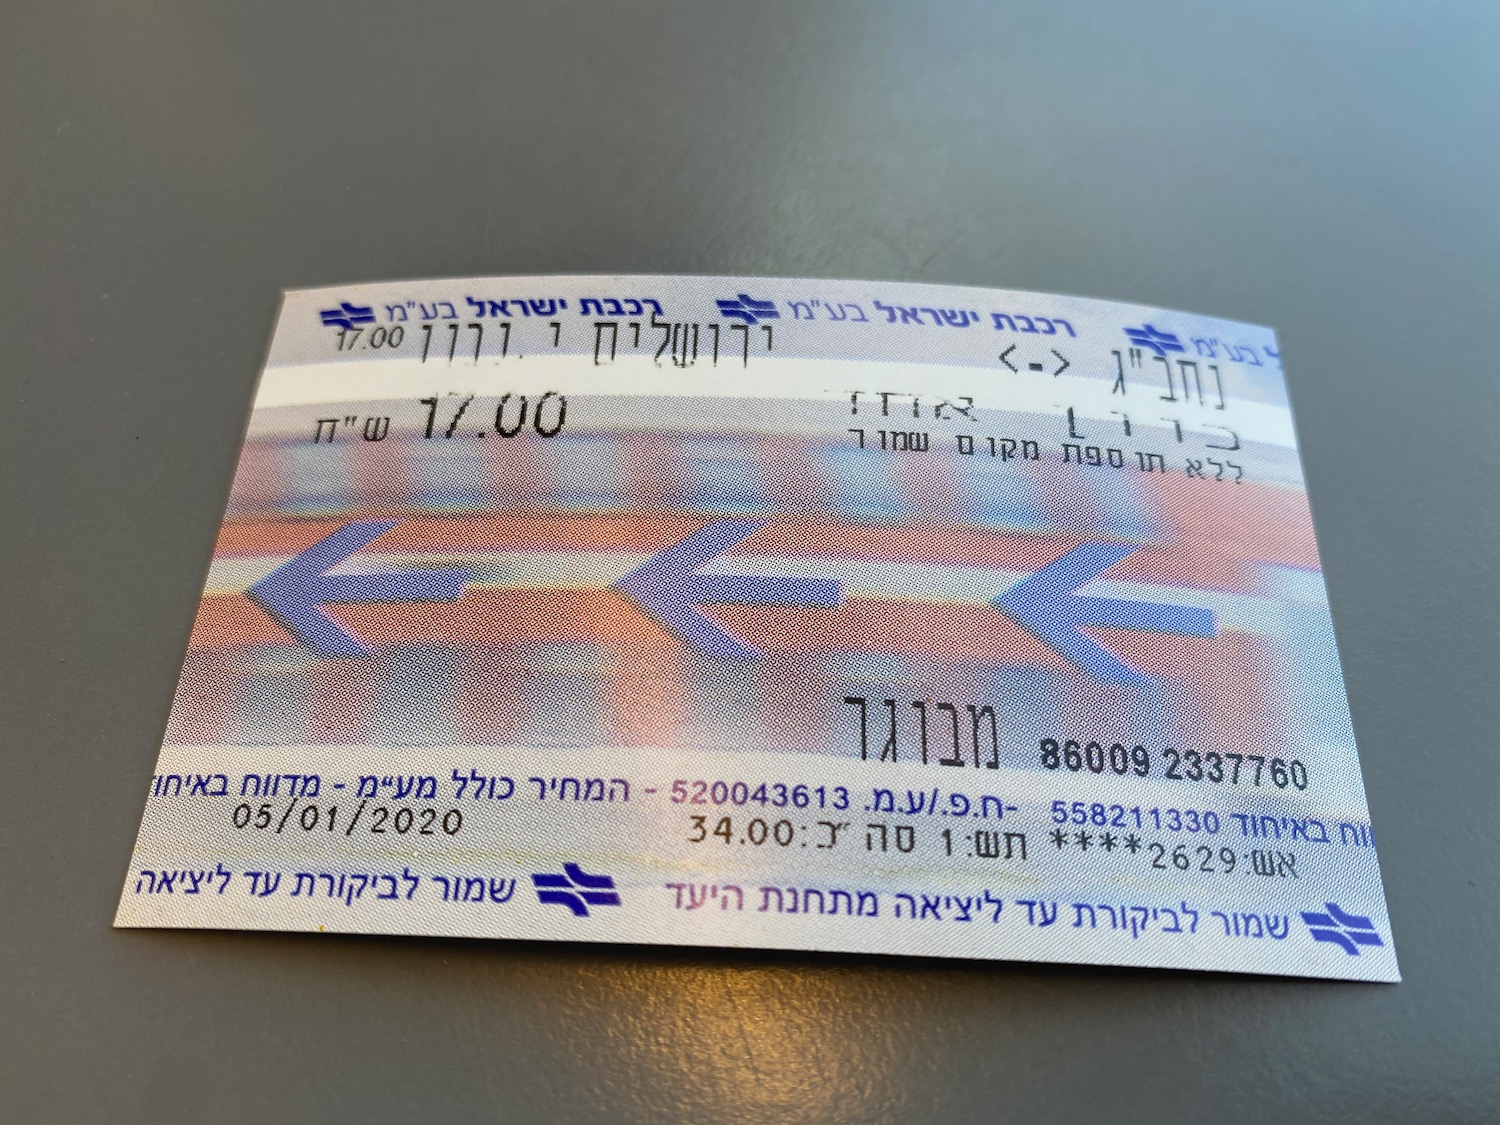 רכבת ישראל בע"מ רכבת ישראל בע"מ
נתב"ג <-> ירושלים י.נבון 17.00
כרטיס אחד 17.00 ש"ח
ללא תוספת מקום שמור
מבוגר 86009 2337760
558211330 -ח.פ./ע.מ. 520043613 - המחיר כולל מע"מ - מדווח באיחו
אש:2629**** תש:1 סה"כ:34.00 05/01/2020
שמור לביקורת עד ליציאה מתחנת היעד שמור לביקורת עד ליציאה